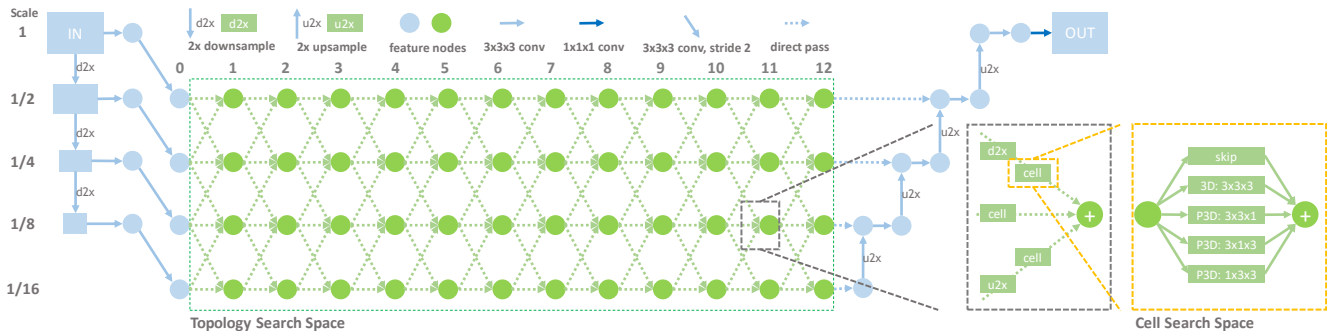 Scale
1
IN
d2x
d2x
2x downsample
u2x
u2x
2x upsample
feature nodes
3x3x3 conv
1x1x1 conv
3x3x3 conv, stride 2
direct pass
u2x
OUT
d2x
0 1 2 3 4 5 6 7 8 9 10 11 12
1/2
d2x
u2x
1/4
d2x
u2x
1/8
u2x
1/16
Topology Search Space
d2x
cell
cell
+
cell
u2x
skip
3D: 3x3x3
P3D: 3x3x1
+
P3D: 3x1x3
P3D: 1x3x3
Cell Search Space